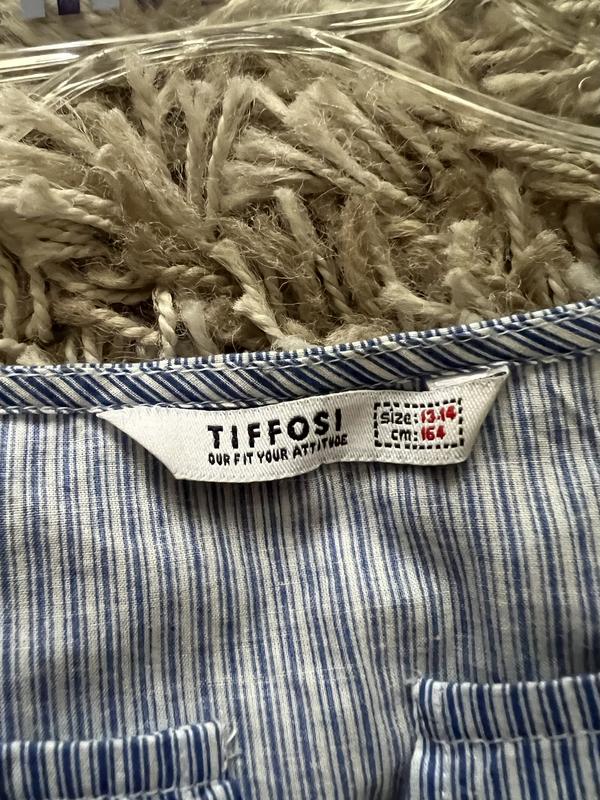 TIFFOSI
OUR FIT YOUR ATTITUDE
size: 13.14
cm: 164